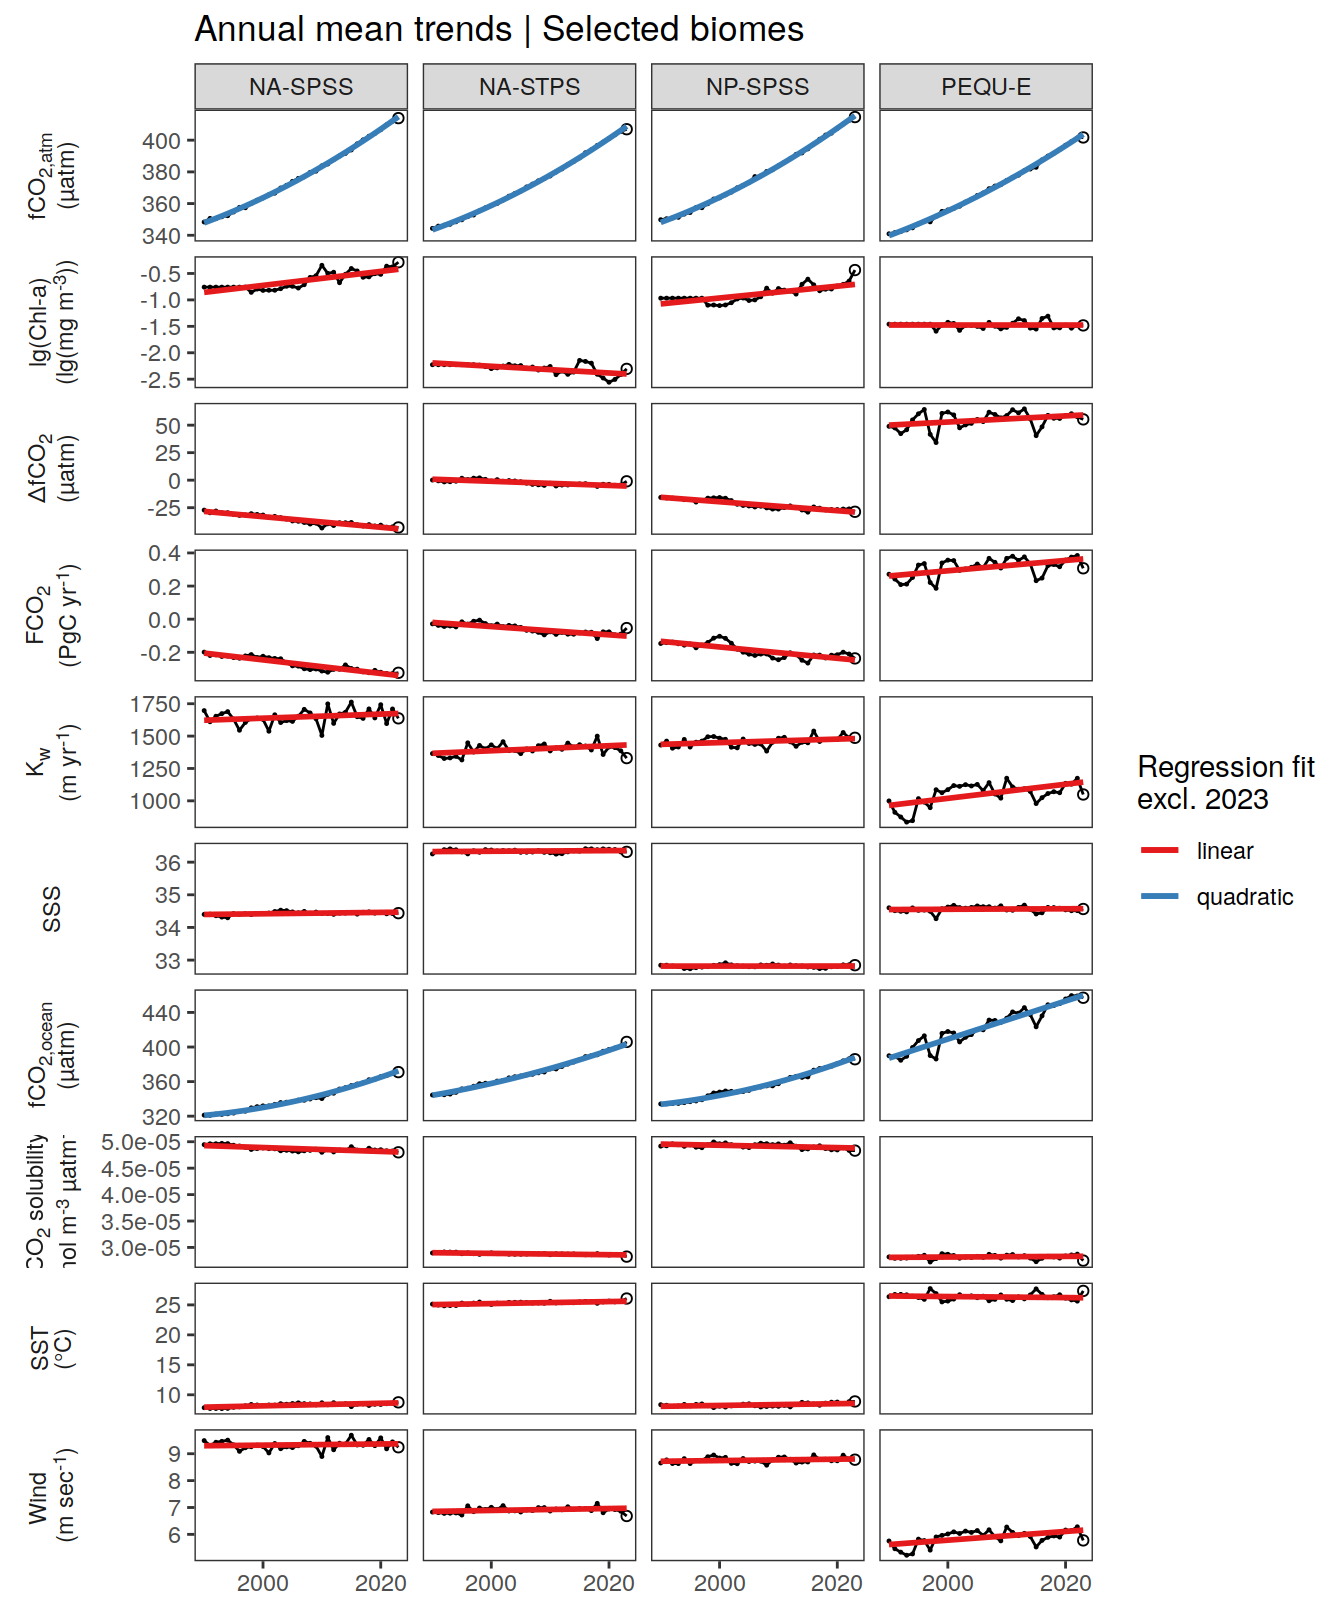 Annual mean trends | Selected biomes
NA-SPSS NA-STPS NP-SPSS PEQU-E
fCO2,atm
(µatm)
400
380
360
340
lg(Chl-a)
(lg(mg m-3))
-0.5
-1.0
-1.5
-2.0
-2.5
ΔfCO2
(µatm)
50
25
0
-25
FCO2
(PgC yr-1)
0.4
0.2
0.0
-0.2
Kw
(m yr-1)
1750
1500
1250
1000
SSS
36
35
34
33
fCO2,ocean
(µatm)
440
400
360
320
CO2 solubility
nol m-3 µatm-
5.0e-05
4.5e-05
4.0e-05
3.5e-05
3.0e-05
SST
(°C)
25
20
15
10
Wind
(m sec-1)
9
8
7
6
2000 2020 2000 2020 2000 2020 2000 2020
Regression fit
excl. 2023
linear
quadratic